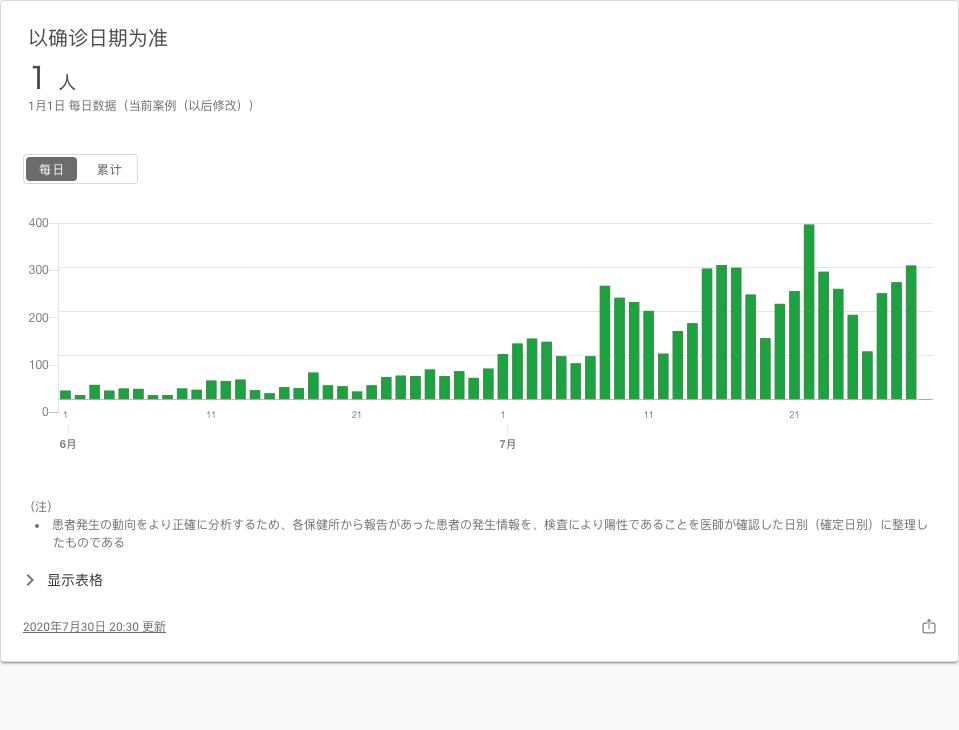 以确诊日期为准
1 人
1月1日 每日数据（当前案例（以后修改））
每日 累计
400
300
200
100
0
1 11 21 1 11 21
6月 7月
（注）
• 患者発生の動向をより正確に分析するため、各保健所から報告があった患者の発生情報を、検査により陽性であることを医師が確認した日別（確定日別）に整理し
たものである
显示表格
2020年7月30日 20:30 更新